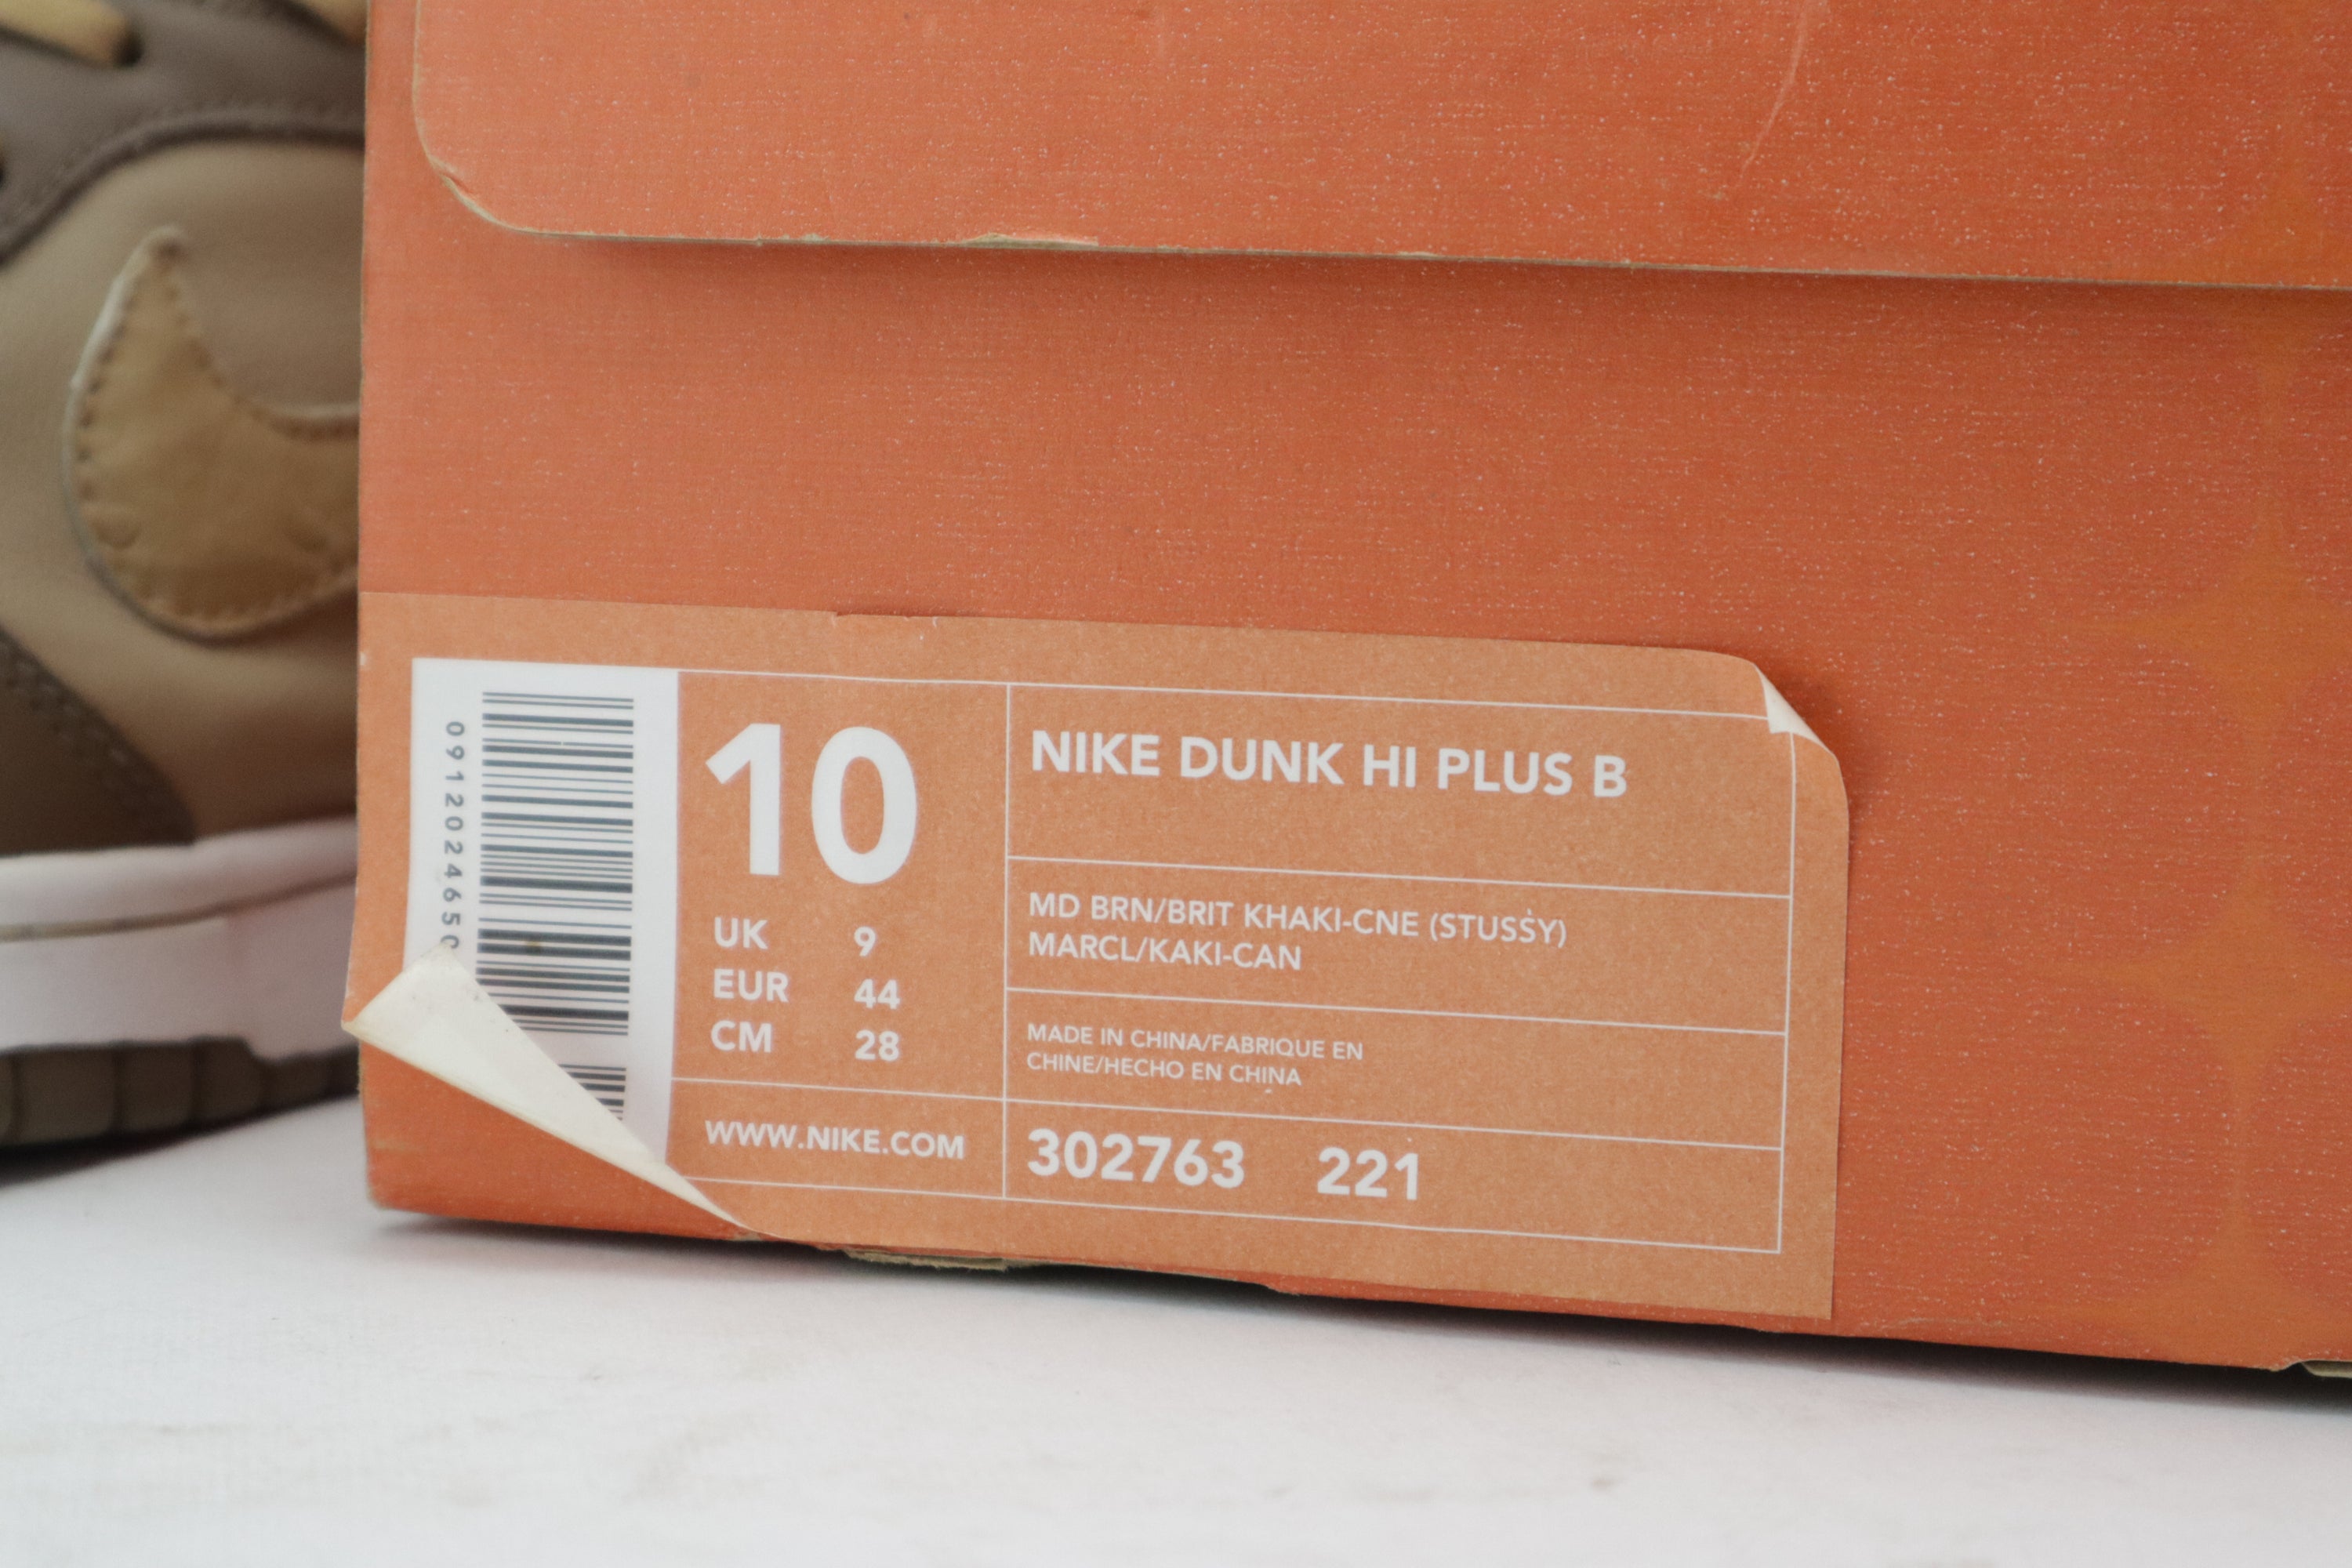 0912024650
10
UK 9
EUR 44
CM 28
WWW.NIKE.COM
NIKE DUNK HI PLUS B
MD BRN/BRIT KHAKI-CNE (STUSSY)
MARCL/KAKI-CAN
MADE IN CHINA/FABRIQUE EN
CHINE/HECHO EN CHINA
302763 221